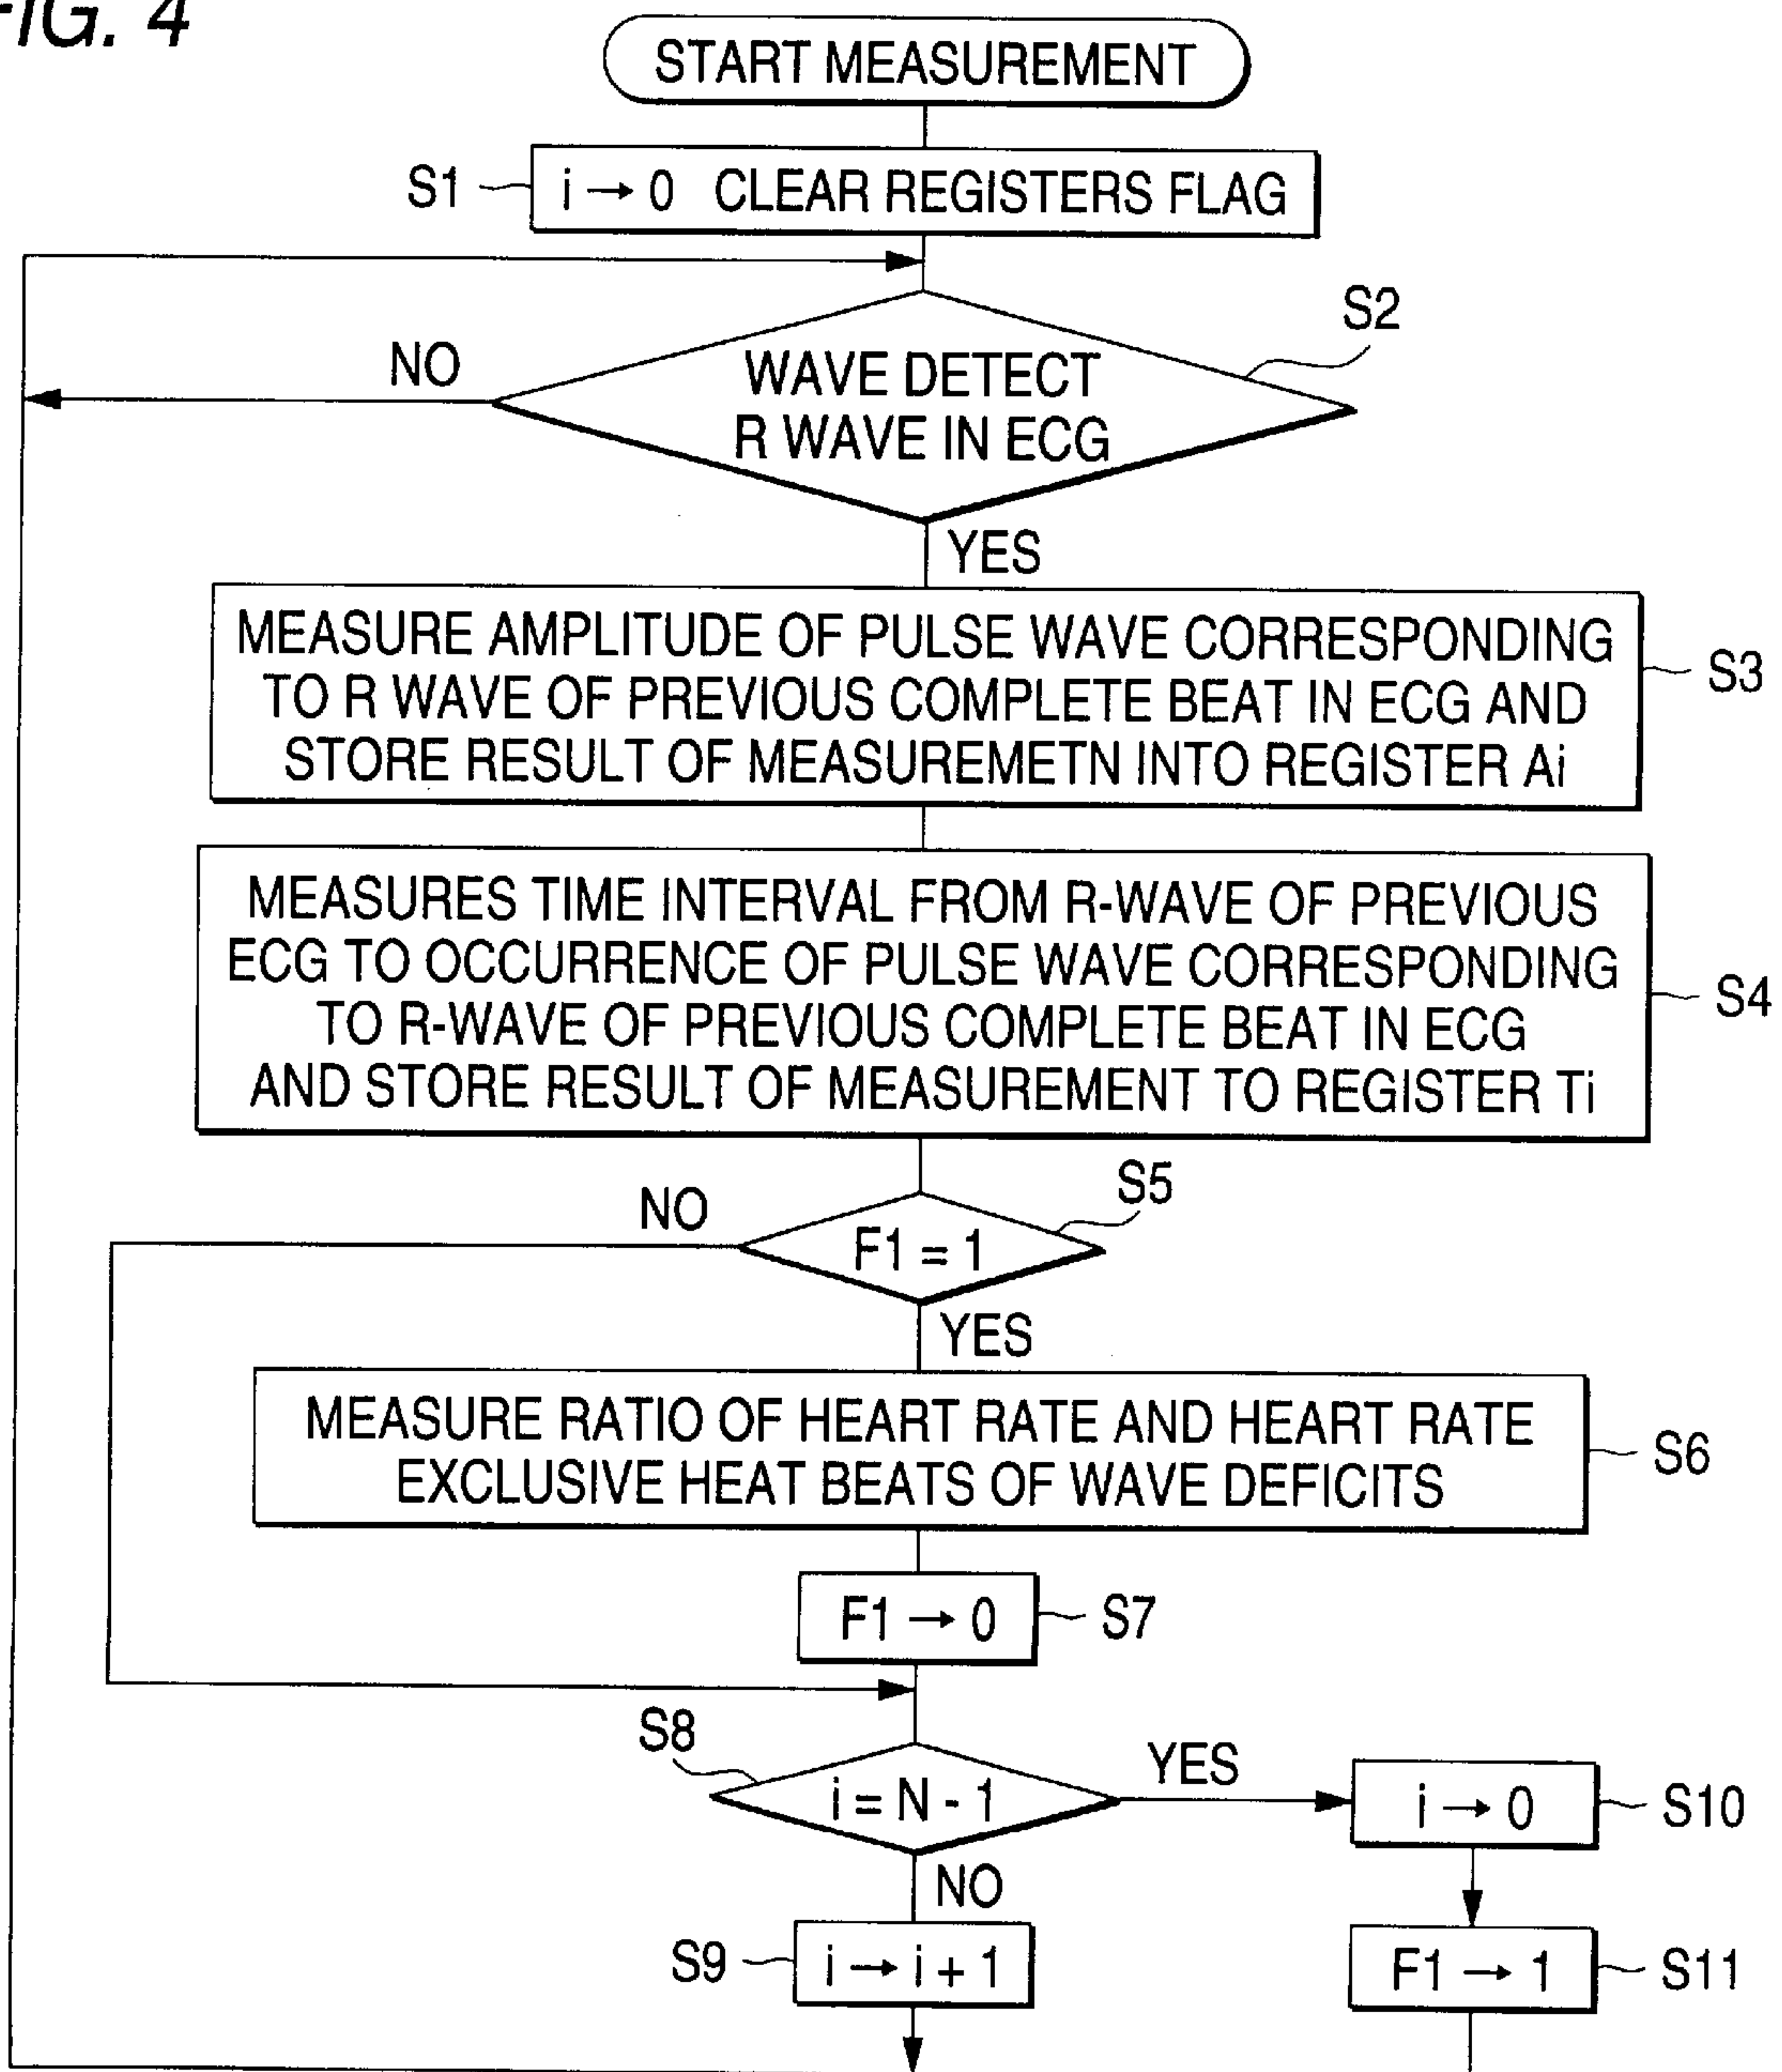 FIG. 4
START MEASUREMENT
S1
i → 0 CLEAR REGISTERS FLAG
S2
NO
WAVE DETECT
R WAVE IN ECG
YES
MEASURE AMPLITUDE OF PULSE WAVE CORRESPONDING
TO R WAVE OF PREVIOUS COMPLETE BEAT IN ECG AND
STORE RESULT OF MEASUREMETN INTO REGISTER Ai
S3
MEASURES TIME INTERVAL FROM R-WAVE OF PREVIOUS
ECG TO OCCURRENCE OF PULSE WAVE CORRESPONDING
TO R-WAVE OF PREVIOUS COMPLETE BEAT IN ECG
AND STORE RESULT OF MEASUREMENT TO REGISTER Ti
S4
S5
NO
F1 = 1
YES
MEASURE RATIO OF HEART RATE AND HEART RATE
EXCLUSIVE HEAT BEATS OF WAVE DEFICITS
S6
F1 → 0
S7
S8
i = N - 1
YES
i → 0
S10
NO
S9
i → i + 1
F1 → 1
S11